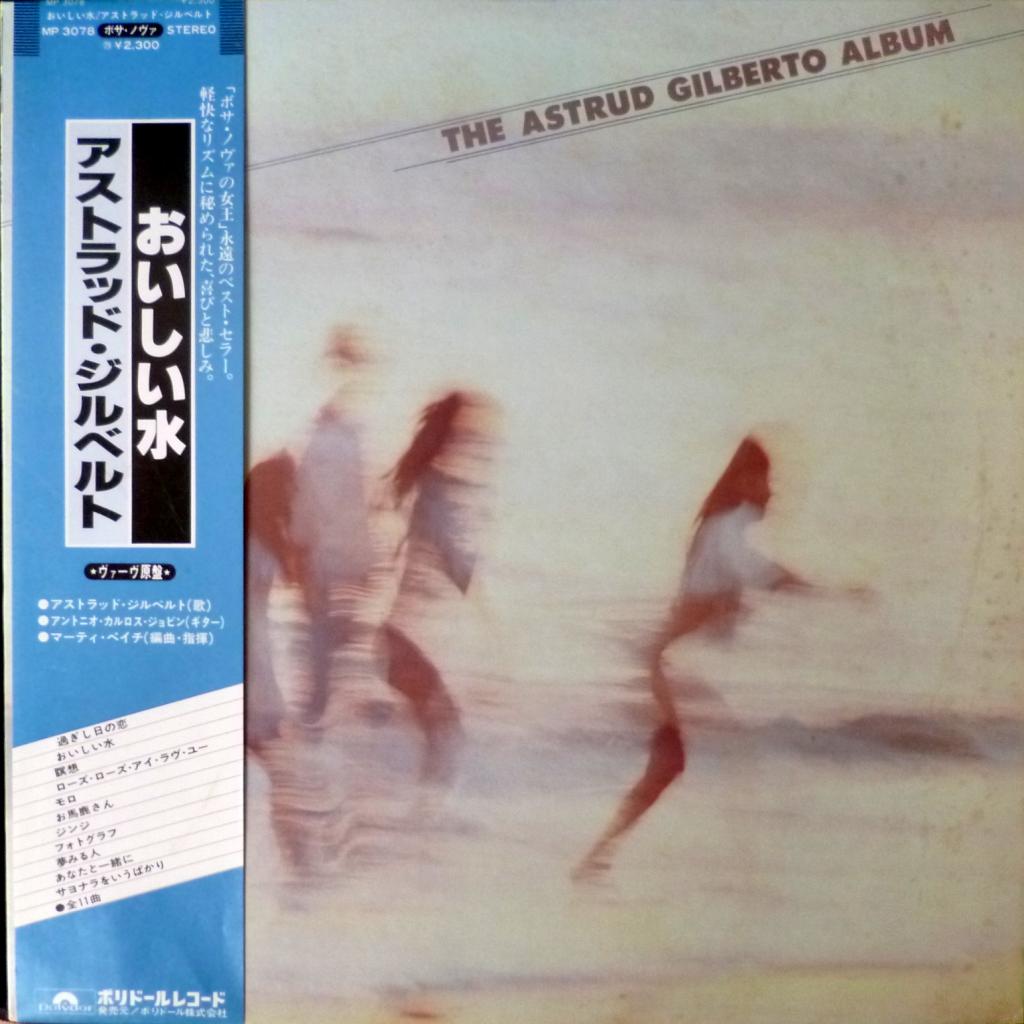 MP 3078
¥2,300
おいしい水/アストラッド・ジルベルト
MP 3078 ボサ・ノヴァ STEREO
¥2,300
「ボサ・ノヴァの女王」永遠のベスト・セラー。
軽快なリズムに秘められた、喜びと悲しみ。
おいしい水
アストラッド・ジルベルト
★ヴァーヴ原盤★
●アストラッド・ジルベルト(歌)
●アントニオ・カルロス・ジョビン(ギター)
●マーティ・ペイチ(編曲・指揮)
過ぎし日の恋
おいしい水
瞑想
ローズ・ローズ・アイ・ラヴ・ユー
モロ
お馬鹿さん
ジンジ
フォトグラフ
夢みる人
あなたと一緒に
サヨナラをいうばかり
●全11曲
polydor
ポリドールレコード
発売元/ポリドール株式会社
THE ASTRUD GILBERTO ALBUM